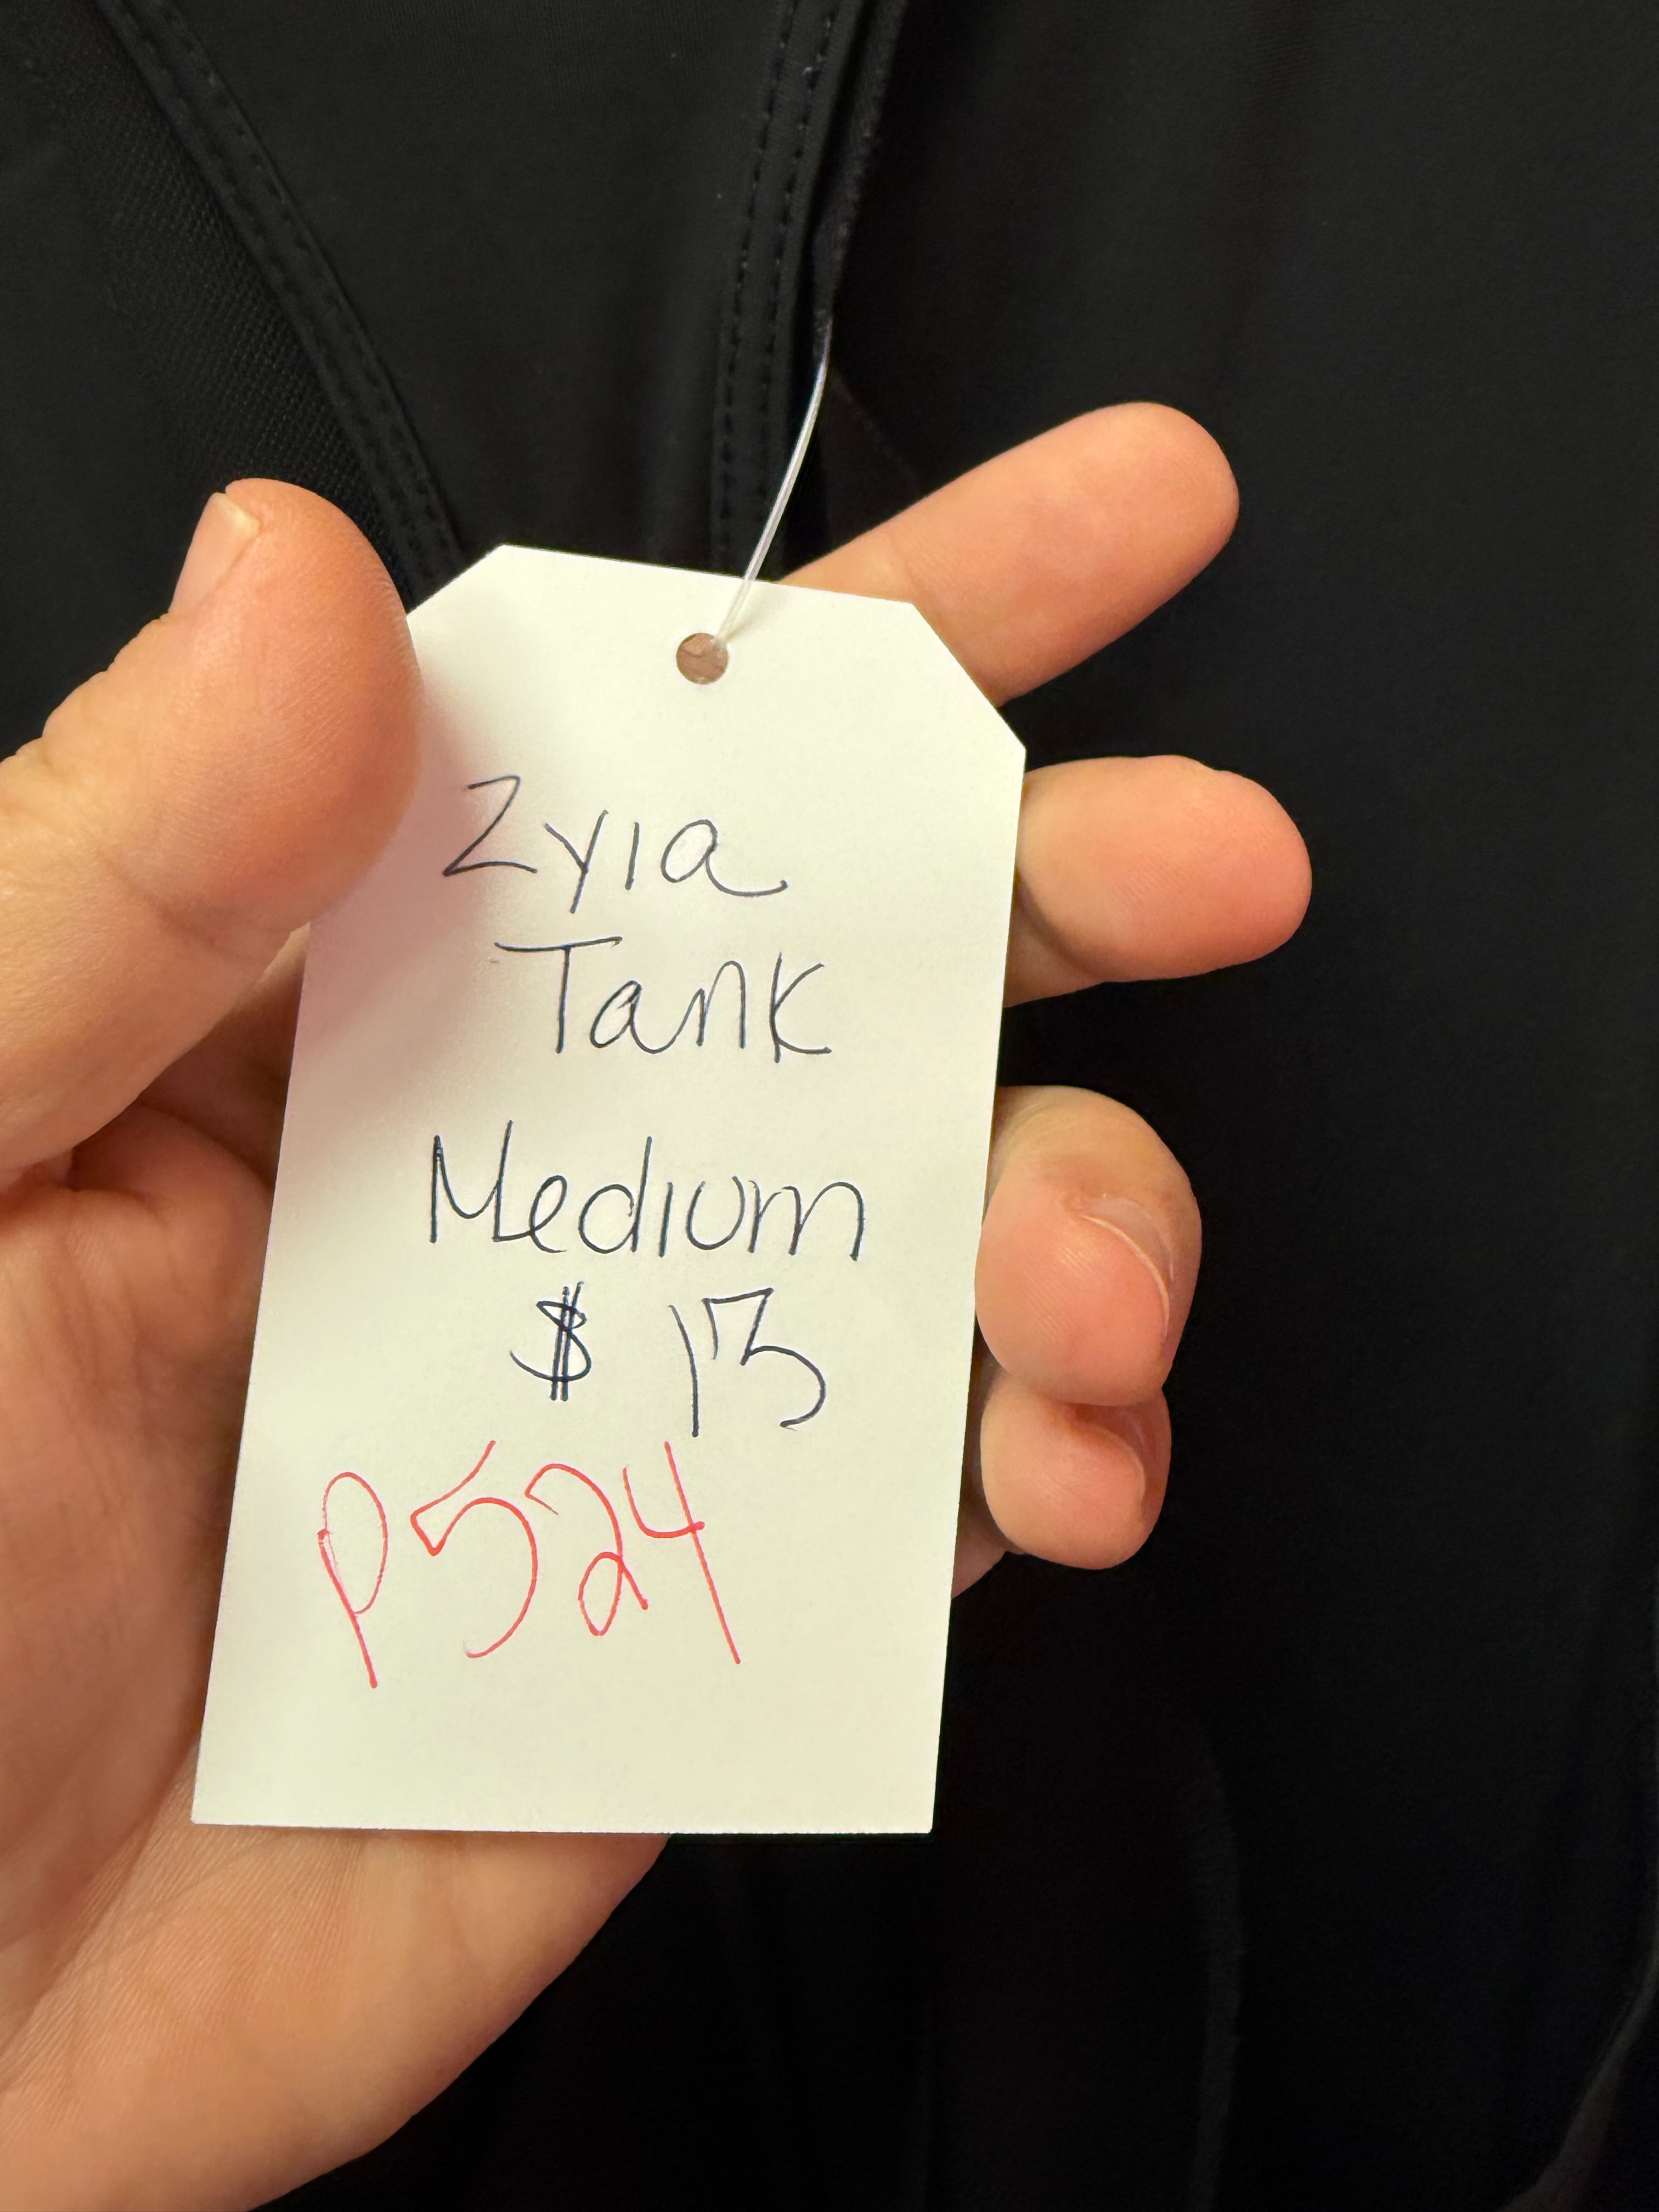 Zyia
Tank
Medium
$ 13
P524